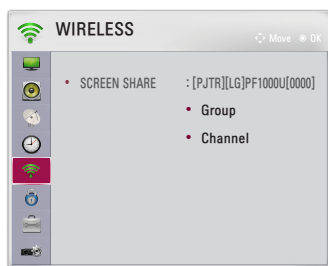 WIRELESS
Move OK
• SCREEN SHARE : [PJTR][LG]PF1000U[0000]
• Group
• Channel